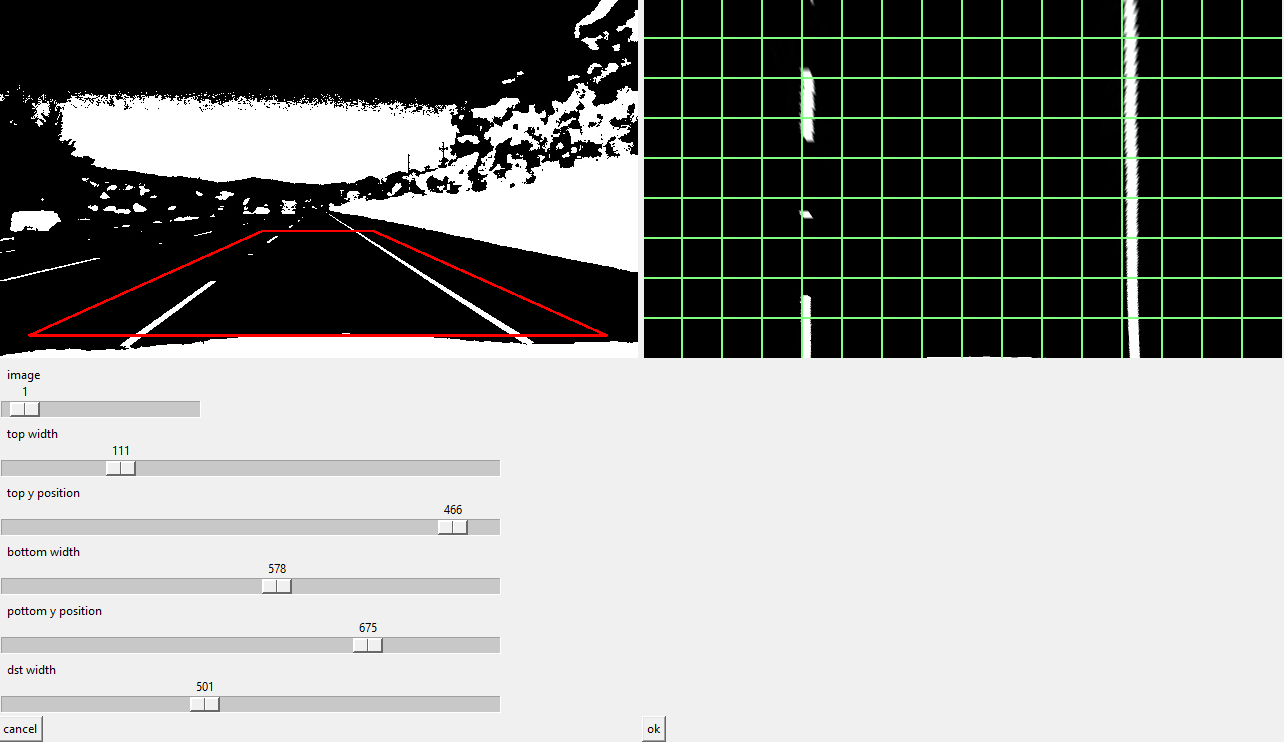 image
1
top width
111
top y position
466
bottom width
578
pottom y position
675
dst width
501
cancel
ok